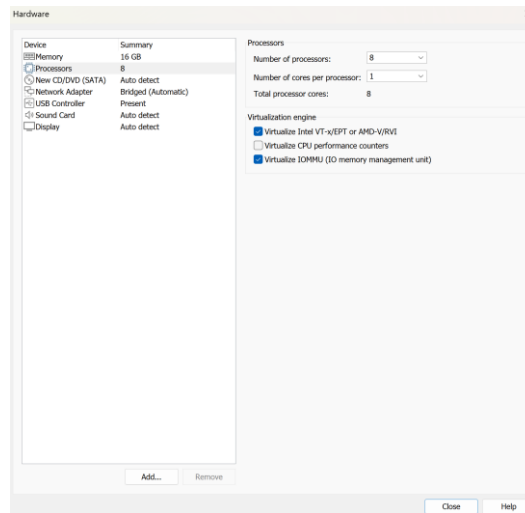 Hardware
Device Summary
Memory 16 GB
Processors 8
New CD/DVD (SATA) Auto detect
Network Adapter Bridged (Automatic)
USB Controller Present
Sound Card Auto detect
Display Auto detect
Add... Remove
Processors
Number of processors: 8
Number of cores per processor: 1
Total processor cores: 8
Virtualization engine
Virtualize Intel VT-x/EPT or AMD-V/RVI
Virtualize CPU performance counters
Virtualize IOMMU (IO memory management unit)
Close Help